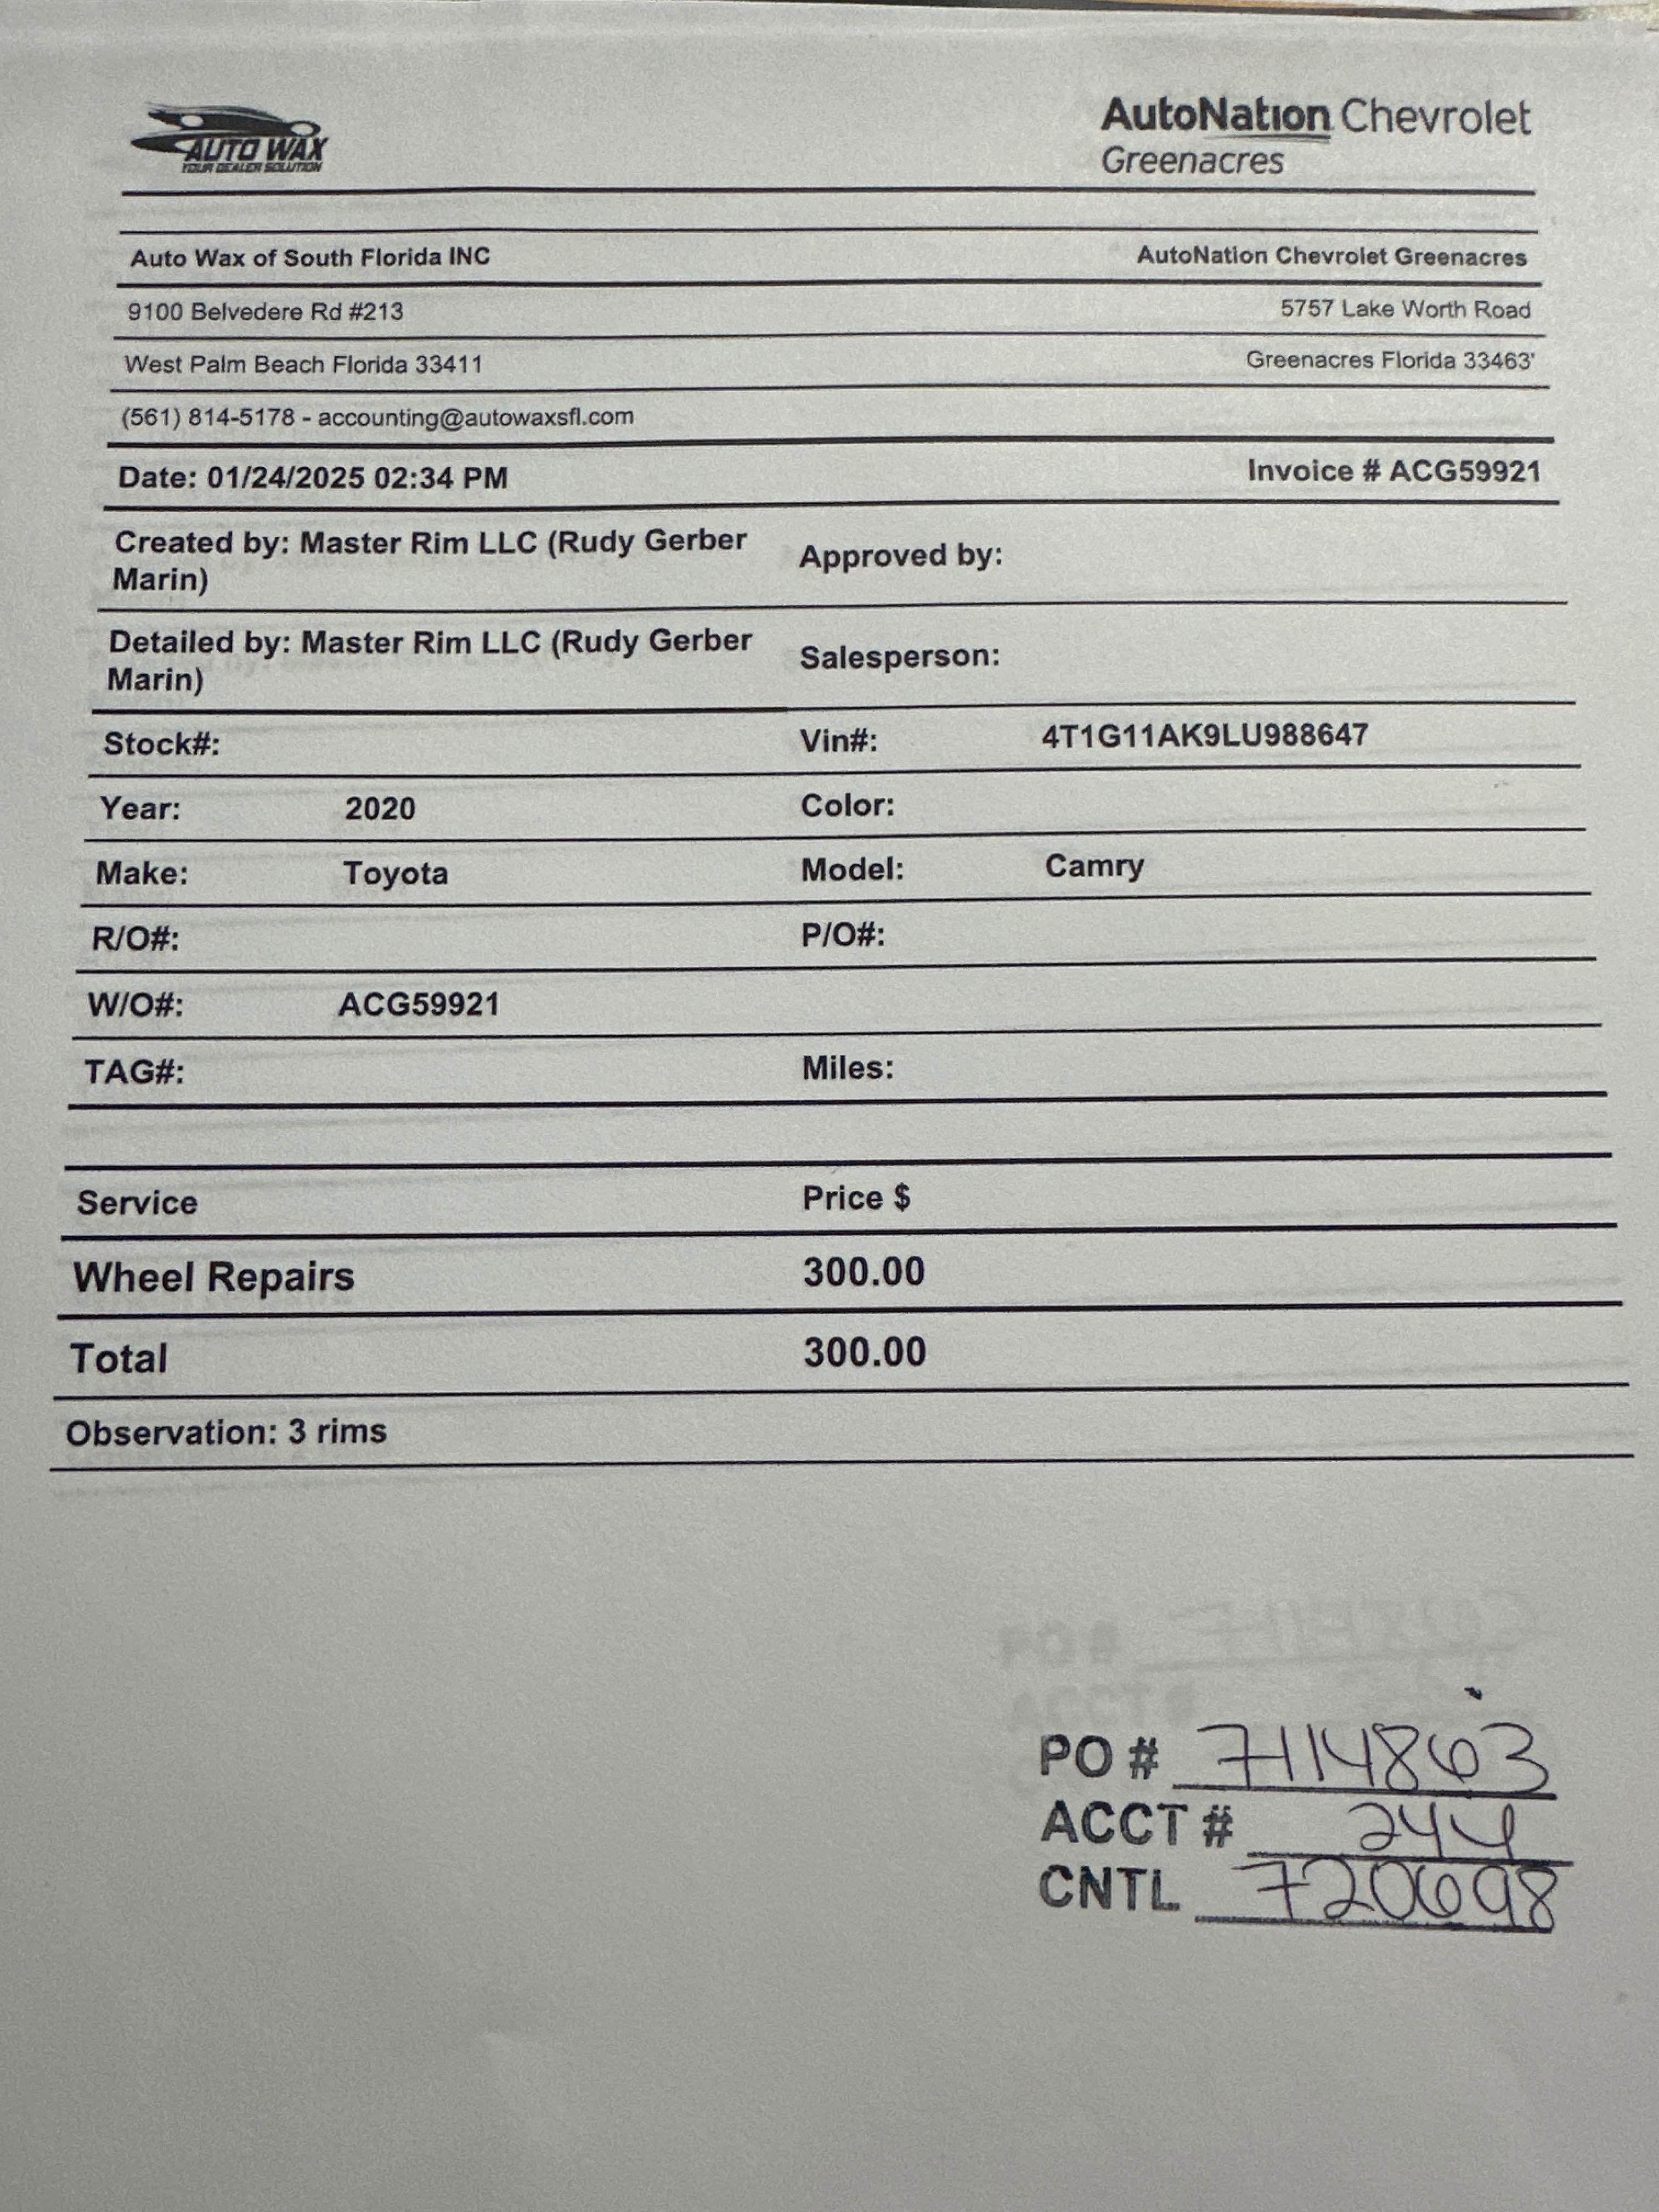 AUTO WAX
YOUR DEALER SOLUTION
AutoNation Chevrolet
Greenacres
Auto Wax of South Florida INC AutoNation Chevrolet Greenacres
9100 Belvedere Rd #213 5757 Lake Worth Road
West Palm Beach Florida 33411 Greenacres Florida 33463'
(561) 814-5178 - accounting@autowaxsfl.com
Date: 01/24/2025 02:34 PM Invoice # ACG59921
Created by: Master Rim LLC (Rudy Gerber
Marin) Approved by:
Detailed by: Master Rim LLC (Rudy Gerber
Marin) Salesperson:
Stock#: Vin#: 4T1G11AK9LU988647
Year: 2020 Color:
Make: Toyota Model: Camry
R/O#: P/O#:
W/O#: ACG59921
TAG#: Miles:
Service Price $
Wheel Repairs 300.00
Total 300.00
Observation: 3 rims
PO # 7114863
ACCT # 244
CNTL 720698